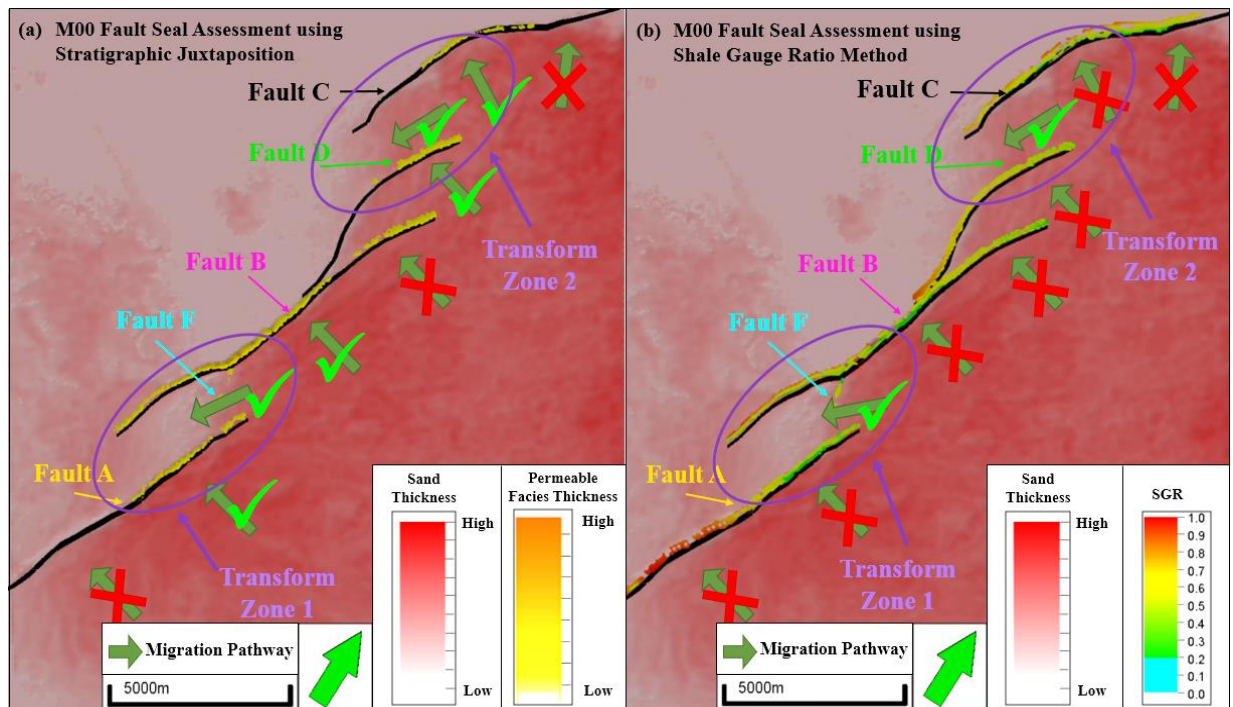 (a) M00 Fault Seal Assessment using
Stratigraphic Juxtaposition
Fault C
Fault D
Fault B
Transform
Zone 2
Fault F
Fault A
Transform
Zone 1
Sand
Thickness
High
Low
Permeable
Facies Thickness
High
Low
Migration Pathway
5000m
(b) M00 Fault Seal Assessment using
Shale Gauge Ratio Method
Fault C
Fault D
Fault B
Transform
Zone 2
Fault F
Fault A
Transform
Zone 1
Sand
Thickness
High
Low
SGR
1.0
0.9
0.8
0.7
0.6
0.5
0.4
0.3
0.2
0.1
0.0
Migration Pathway
5000m